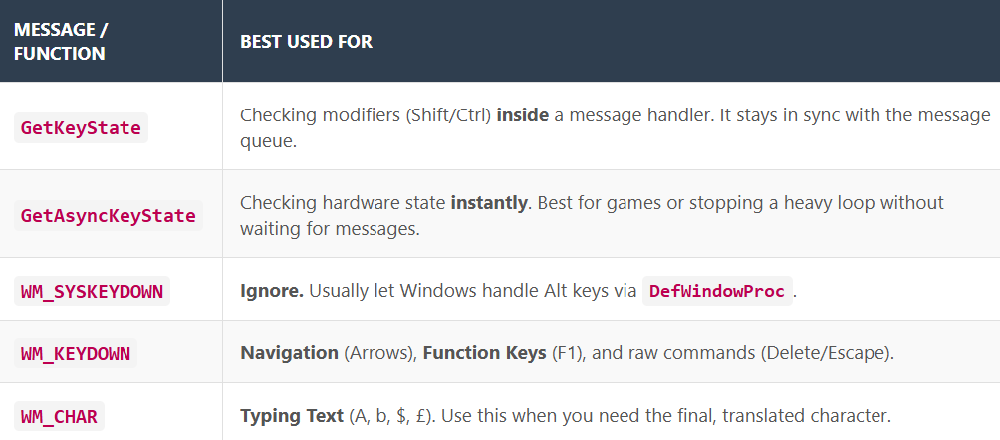 MESSAGE /
FUNCTION
BEST USED FOR
GetKeyState
Checking modifiers (Shift/Ctrl) inside a message handler. It stays in sync with the message
queue.
GetAsyncKeyState
Checking hardware state instantly. Best for games or stopping a heavy loop without
waiting for messages.
WM_SYSKEYDOWN
Ignore. Usually let Windows handle Alt keys via DefWindowProc.
WM_KEYDOWN
Navigation (Arrows), Function Keys (F1), and raw commands (Delete/Escape).
WM_CHAR
Typing Text (A, b, $, £). Use this when you need the final, translated character.